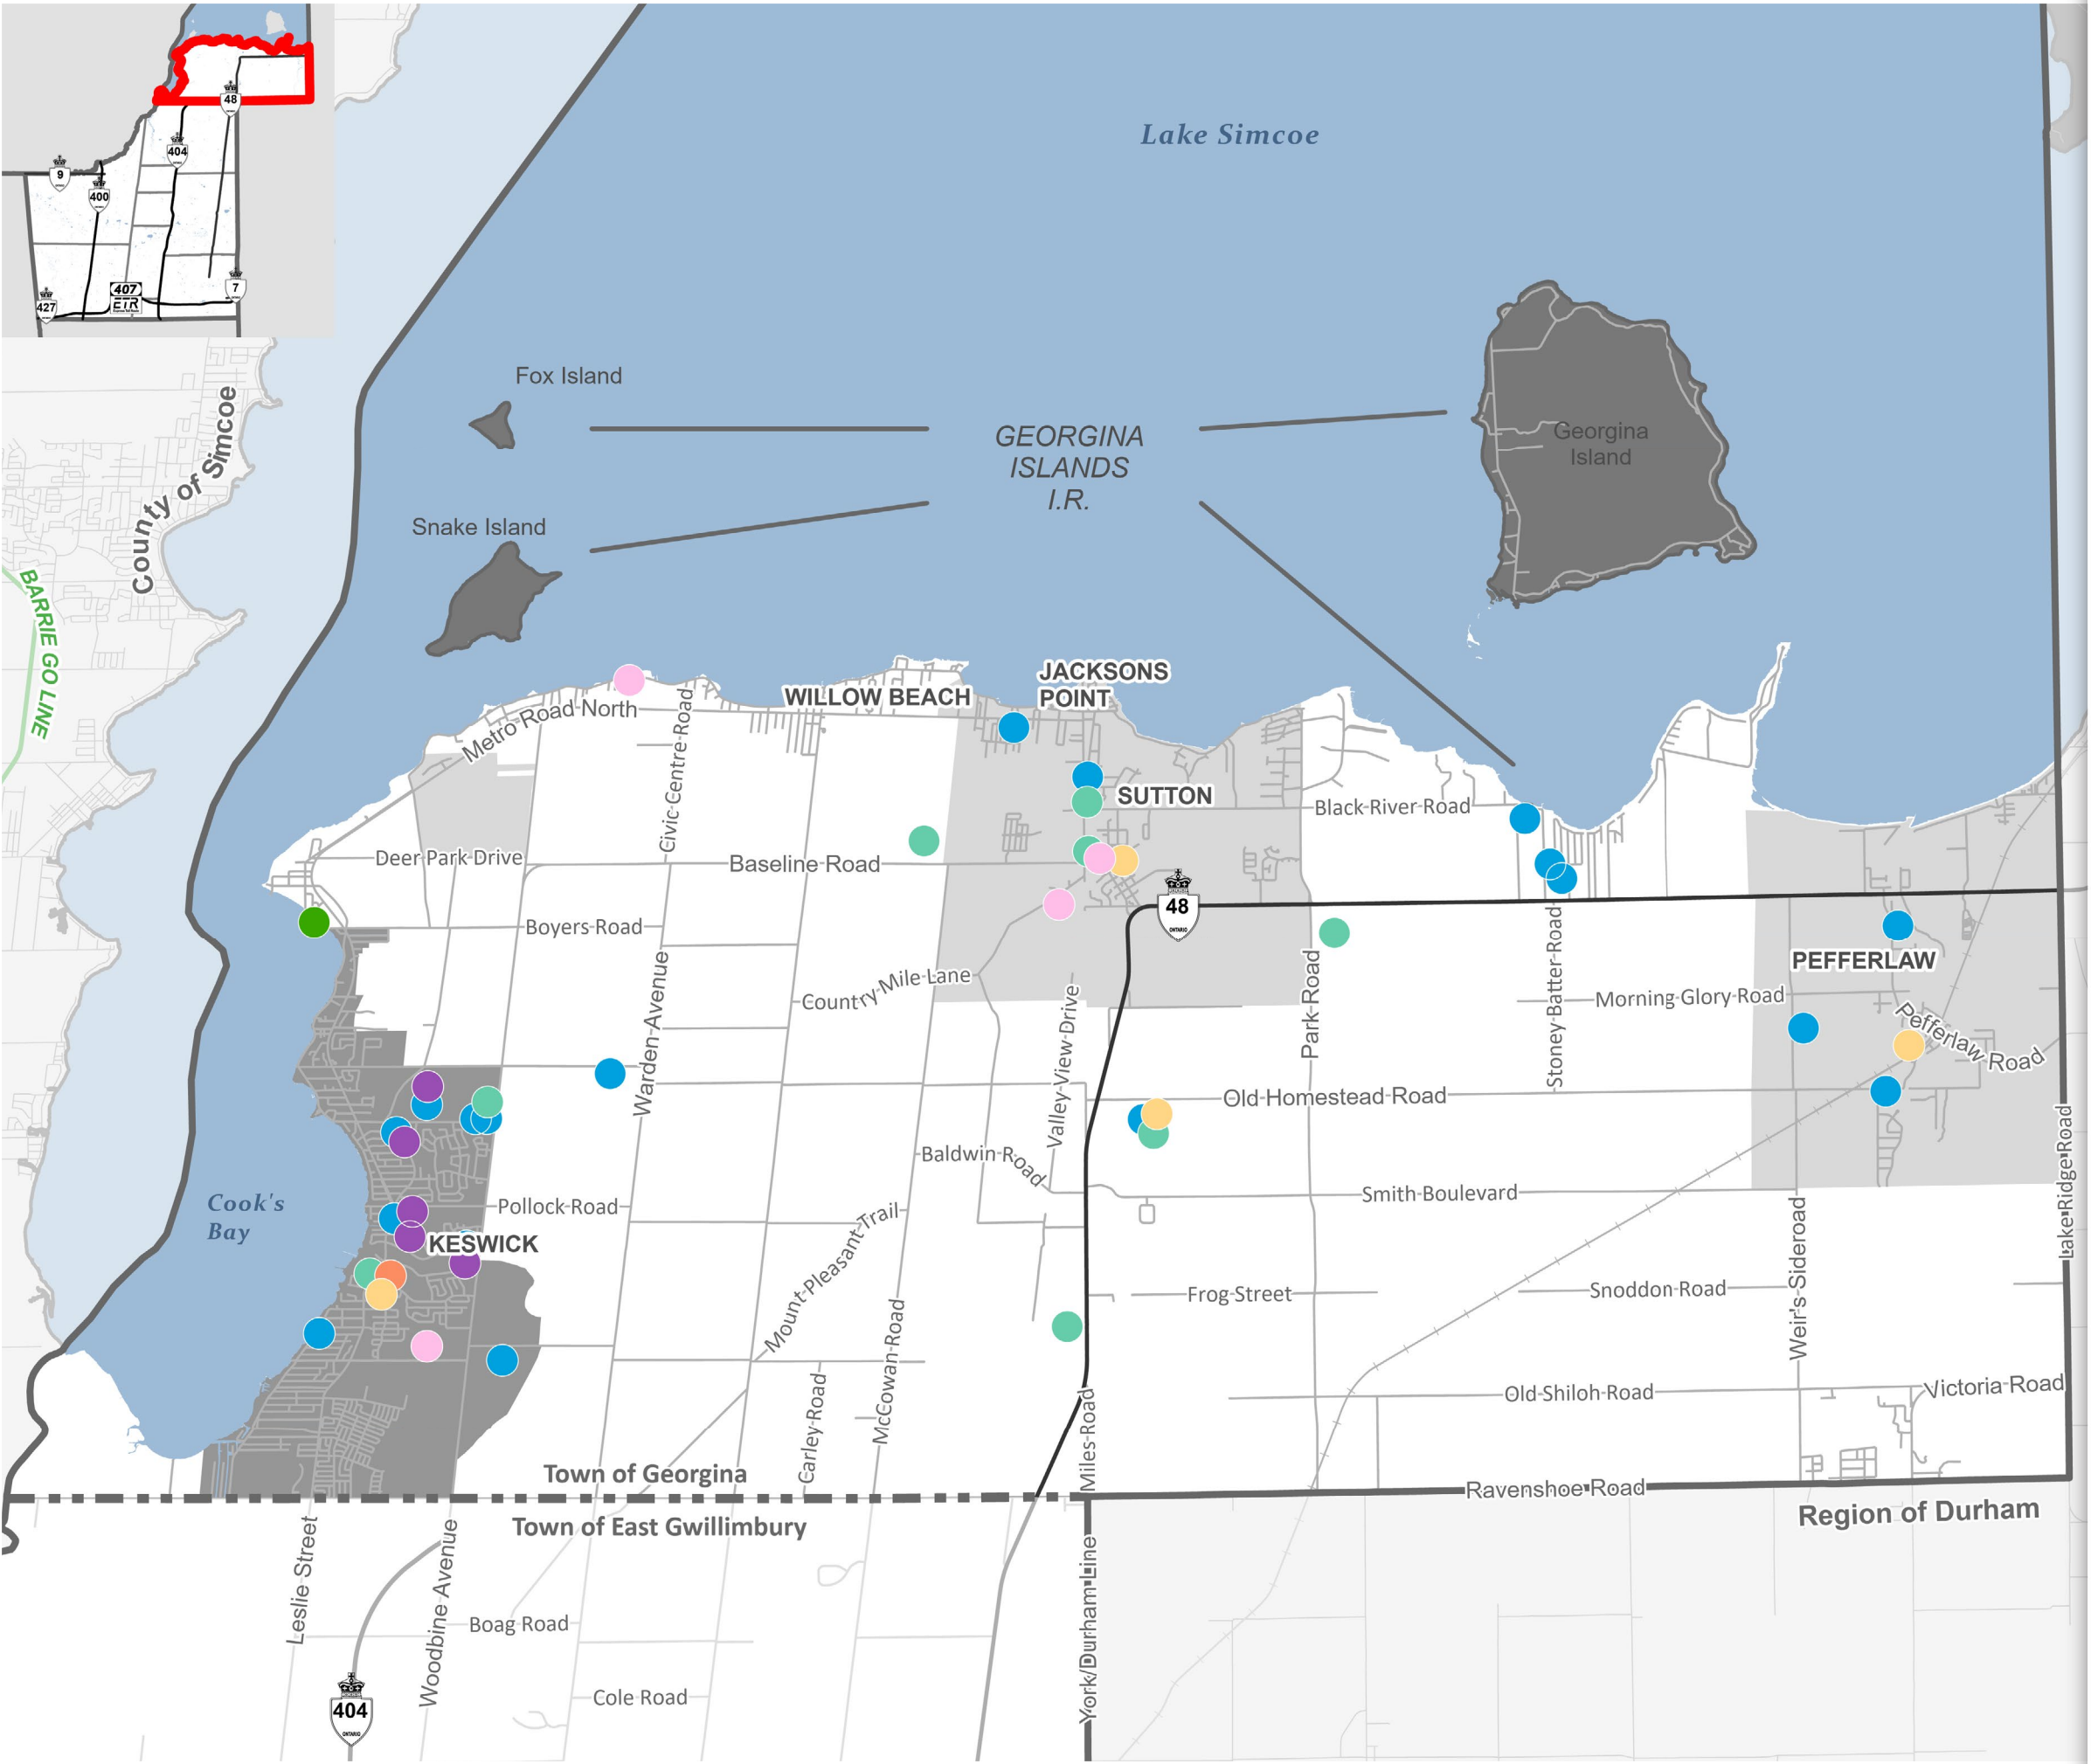 48
404
9
400
407
ETR
7
427
Lake Simcoe
Fox Island
GEORGINA
ISLANDS
I.R.
Georgina
Island
County of Simcoe
Snake Island
BARRIE GO LINE
JACKSONS
POINT
WILLOW BEACH
Metro Road North
Civic Centre Road
SUTTON
Black River Road
Deer Park Drive
Baseline Road
48
ONTARIO
Boyers Road
PEFFERLAW
Country Mile Lane
Warden Avenue
Valley View Drive
Park Road
Stoney Batter Road
Morning Glory Road
Pefferlaw Road
Old Homestead Road
Baldwin Road
Lake Ridge Road
Cook's
Bay
Pollock Road
Smith Boulevard
KESWICK
Mount Pleasant Trail
Frog Street
Snoddon Road
Weir's Sideroad
McCowan Road
Carley Road
Old Shiloh Road
Victoria Road
Miles Road
Town of Georgina
Ravenshoe Road
Region of Durham
Town of East Gwillimbury
Leslie Street
Woodbine Avenue
York/Durham Line
Boag Road
Cole Road
404
ONTARIO